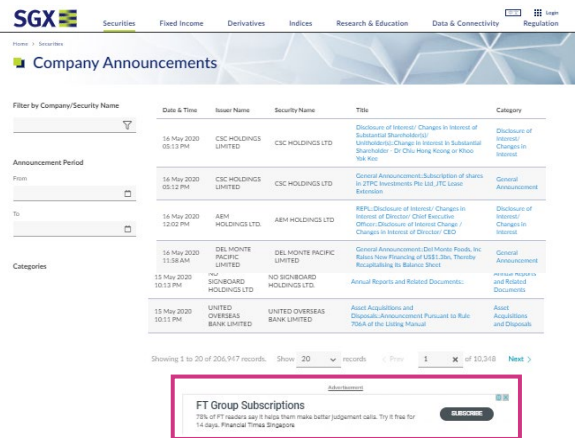 SGX
Securities
Fixed Income
Derivatives
Indices
Research & Education
Data & Connectivity
Login
Regulation
Home > Securities
Company Announcements
Filter by Company/Security Name
Announcement Period
From
To
Categories
Date & Time Issuer Name Security Name Title Category
16 May 2020
05:13 PM
CSC HOLDINGS
LIMITED
CSC HOLDINGS LTD
Disclosure of Interest/ Changes in Interest of
Substantial Shareholder(s)/
Unitholder(s)::Change in Interest in Substantial
Shareholder - Dr Chiu Hong Keong or Khoo
Yok Kee
Disclosure of
Interest/
Changes in
Interest
16 May 2020
05:12 PM
CSC HOLDINGS
LIMITED
CSC HOLDINGS LTD
General Announcement::Subscription of shares
in 2TPC Investments Pte Ltd_JTC Lease
Extension
General
Announcement
16 May 2020
12:02 PM
AEM
HOLDINGS LTD.
AEM HOLDINGS LTD
REPL::Disclosure of Interest/ Changes in
Interest of Director/ Chief Executive
Officer::Disclosure of Interest Change /
Changes in Interest of Director/ CEO
Disclosure of
Interest/
Changes in
Interest
16 May 2020
11:58 AM
DEL MONTE
PACIFIC
LIMITED
DEL MONTE PACIFIC
LIMITED
General Announcement::Del Monte Foods, Inc
Raises New Financing of US$1.3bn, Thereby
Recapitalising Its Balance Sheet
General
Announcement
15 May 2020
10:13 PM
NO
SIGNBOARD
HOLDINGS LTD
NO SIGNBOARD
HOLDINGS LTD.
Annual Reports and Related Documents::
Annual Reports
and Related
Documents
15 May 2020
10:11 PM
UNITED
OVERSEAS
BANK LIMITED
UNITED OVERSEAS
BANK LIMITED
Asset Acquisitions and
Disposals::Announcement Pursuant to Rule
706A of the Listing Manual
Asset
Acquisitions
and Disposals
Showing 1 to 20 of 206,947 records. Show 20 records < Prev 1 x of 10,348 Next >
Advertisement
FT Group Subscriptions
78% of FT readers say it helps them make better judgement calls. Try it free for
14 days. Financial Times Singapore
SUBSCRIBE